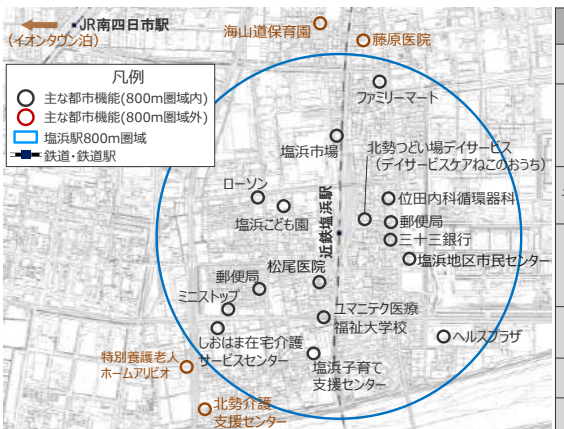 JR南四日市駅
(イオンタウン泊)
海山道保育園
藤原医院
凡例
主な都市機能(800m圏域内)
主な都市機能(800m圏域外)
塩浜駅800m圏域
鉄道・鉄道駅
ファミリーマート
塩浜市場
北勢つどい場デイサービス
(デイサービスケアねこのおうち)
ローソン
塩浜こども園
近鉄塩浜駅
位田内科循環器科
郵便局
三十三銀行
塩浜地区市民センター
松尾医院
郵便局
ミニストップ
ユマニテク医療
福祉大学校
しおはま在宅介護
サービスセンター
ヘルスプラザ
特別養護老人
ホームアリビオ
塩浜子育て
支援センター
北勢介護
支援センター